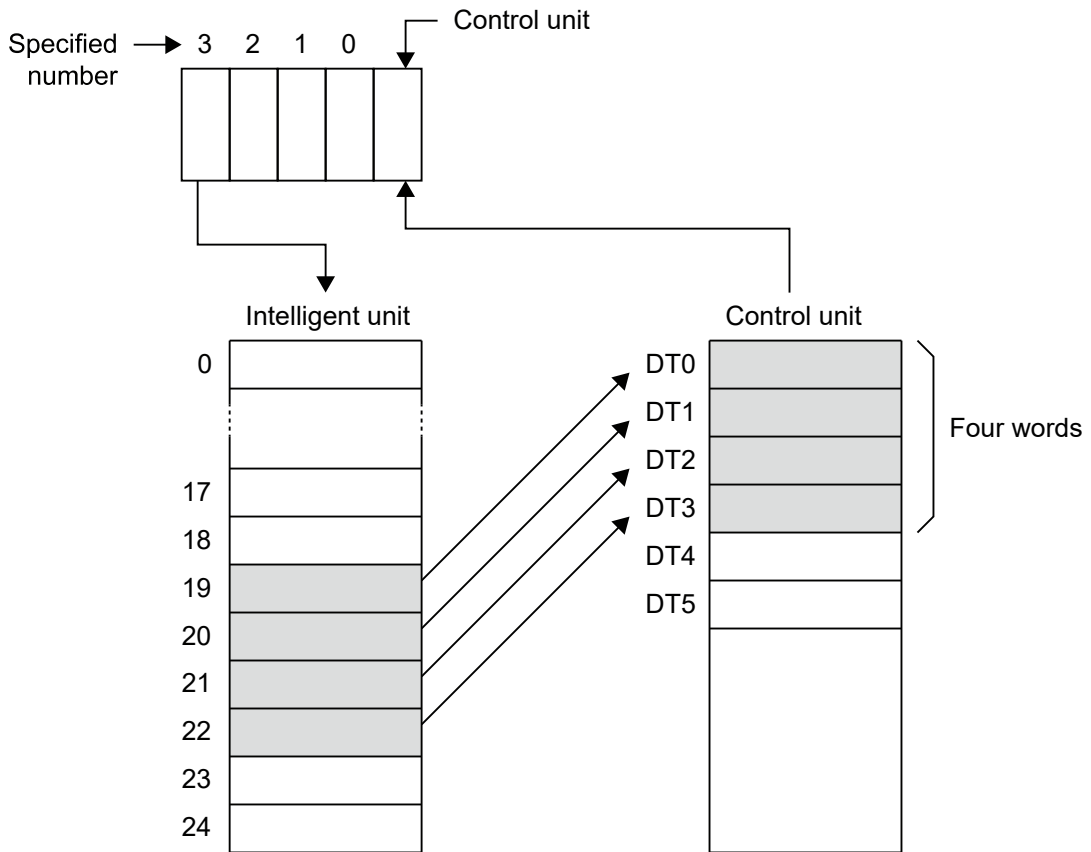 Control unit
Specified
number
3 2 1 0
Intelligent unit
Control unit
0
17
18
19
20
21
22
23
24
DT0
DT1
DT2
DT3
DT4
DT5
Four words